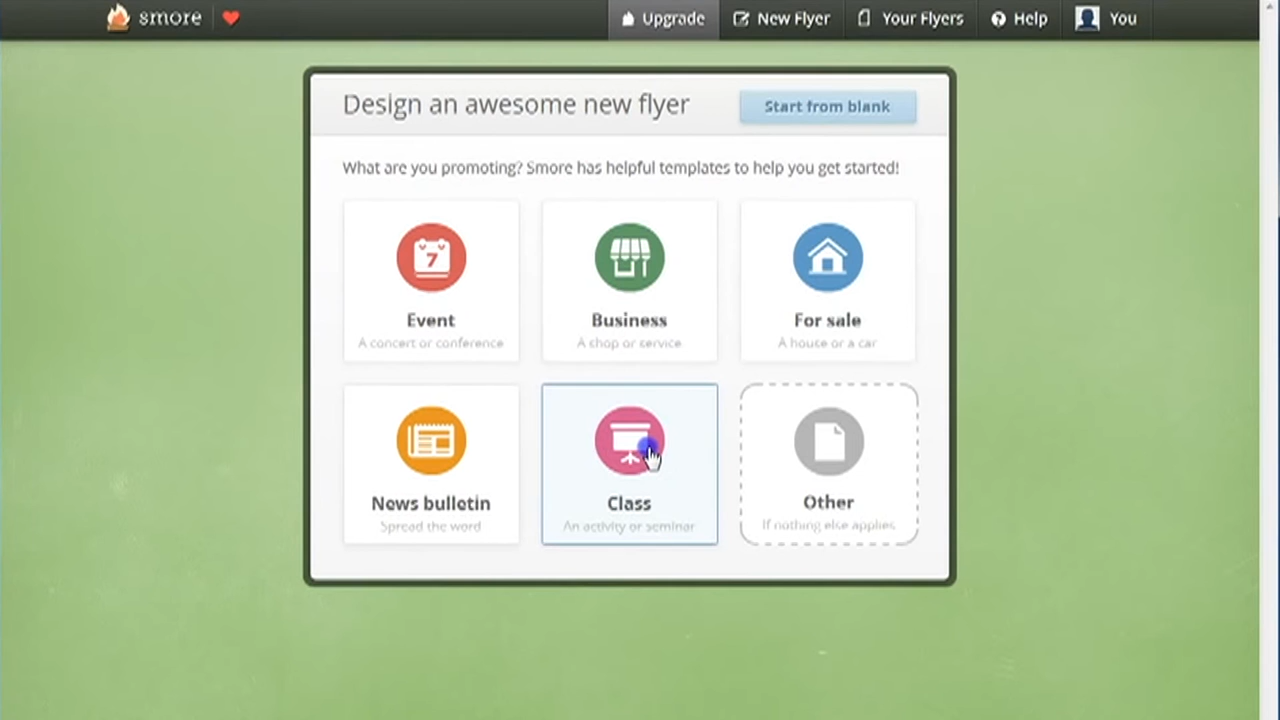 smore
Upgrade
New Flyer
Your Flyers
Help
You
Design an awesome new flyer
Start from blank
What are you promoting? Smore has helpful templates to help you get started!
7
Event
A concert or conference
Business
A shop or service
For sale
A house or a car
News bulletin
Spread the word
Class
An activity or seminar
Other
If nothing else applies